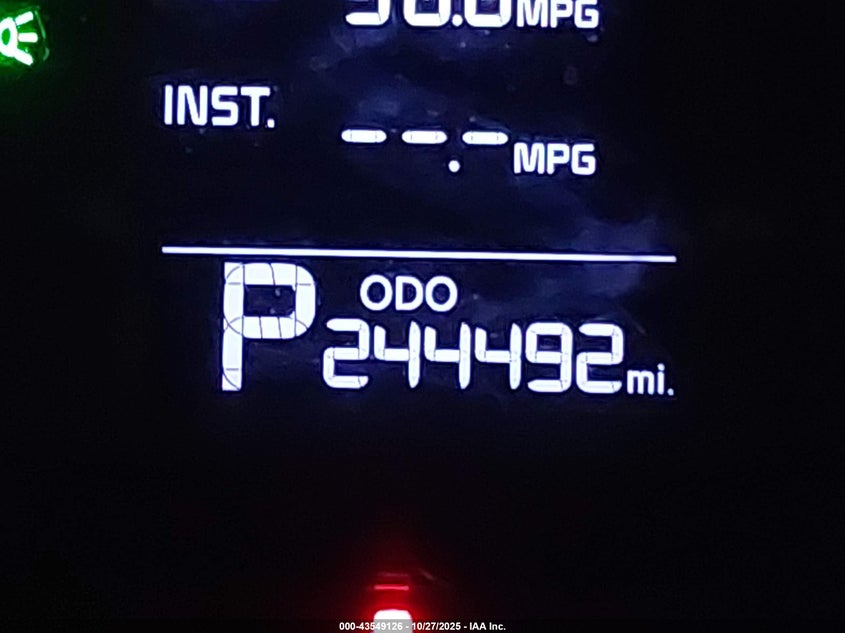 MPG
INST.
--.- MPG
P
ODO
244492 mi.
000-43549126 - 10/27/2025 - IAA Inc.